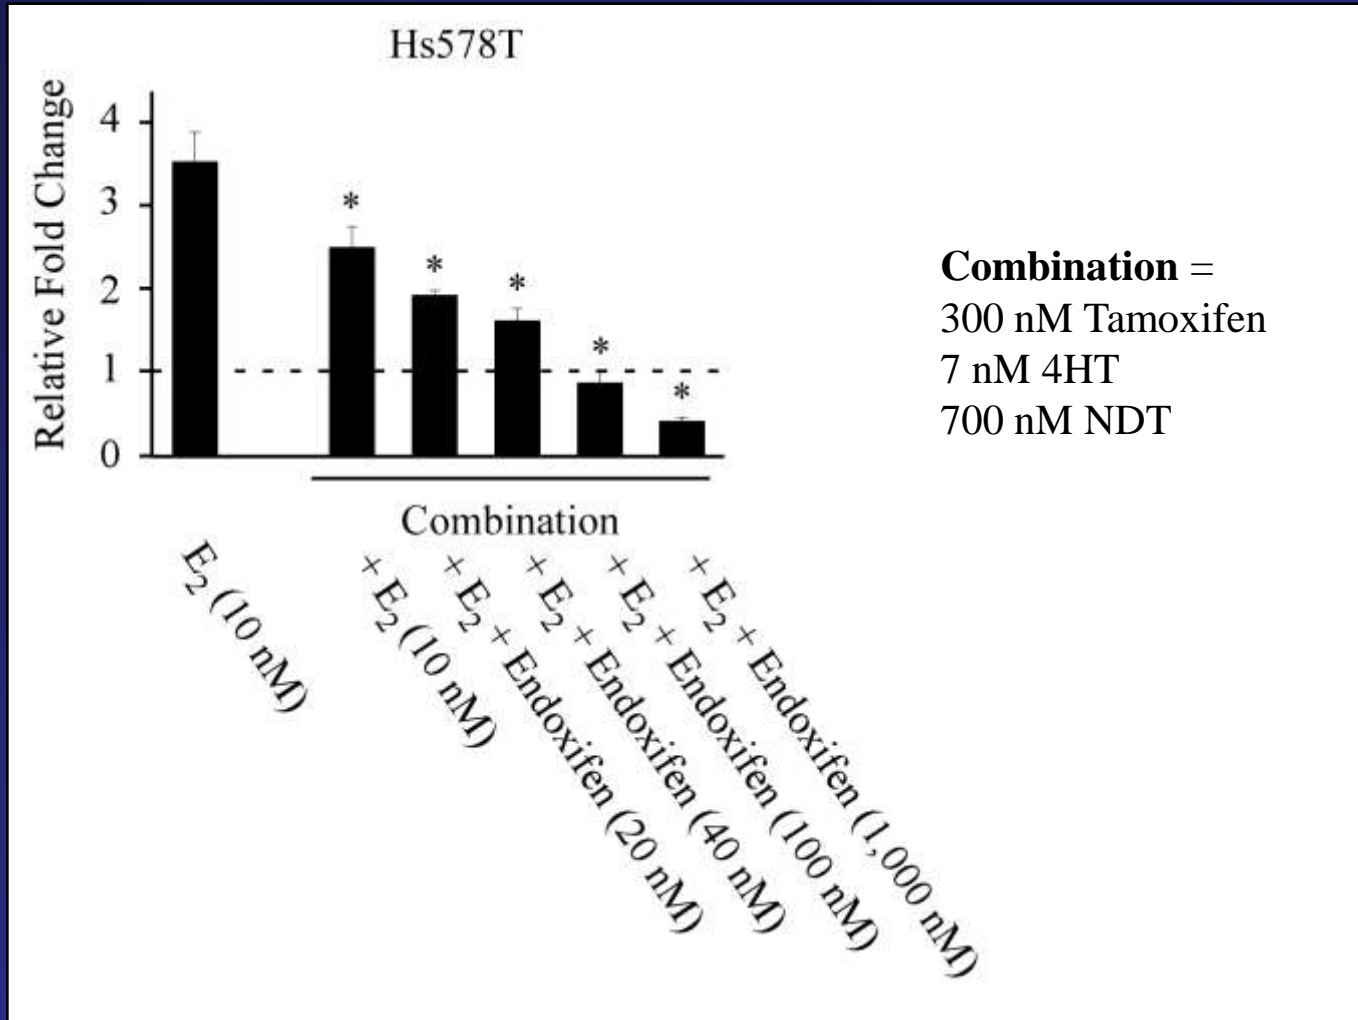 Hs578T
Relative Fold Change
4
3
2
1
0
*
*
*
*
*
Combination
E2 (10 nM)
+ E2 (10 nM)
+ E2 + Endoxifen (20 nM)
+ E2 + Endoxifen (40 nM)
+ E2 + Endoxifen (100 nM)
+ E2 + Endoxifen (1,000 nM)
Combination =
300 nM Tamoxifen
7 nM 4HT
700 nM NDT